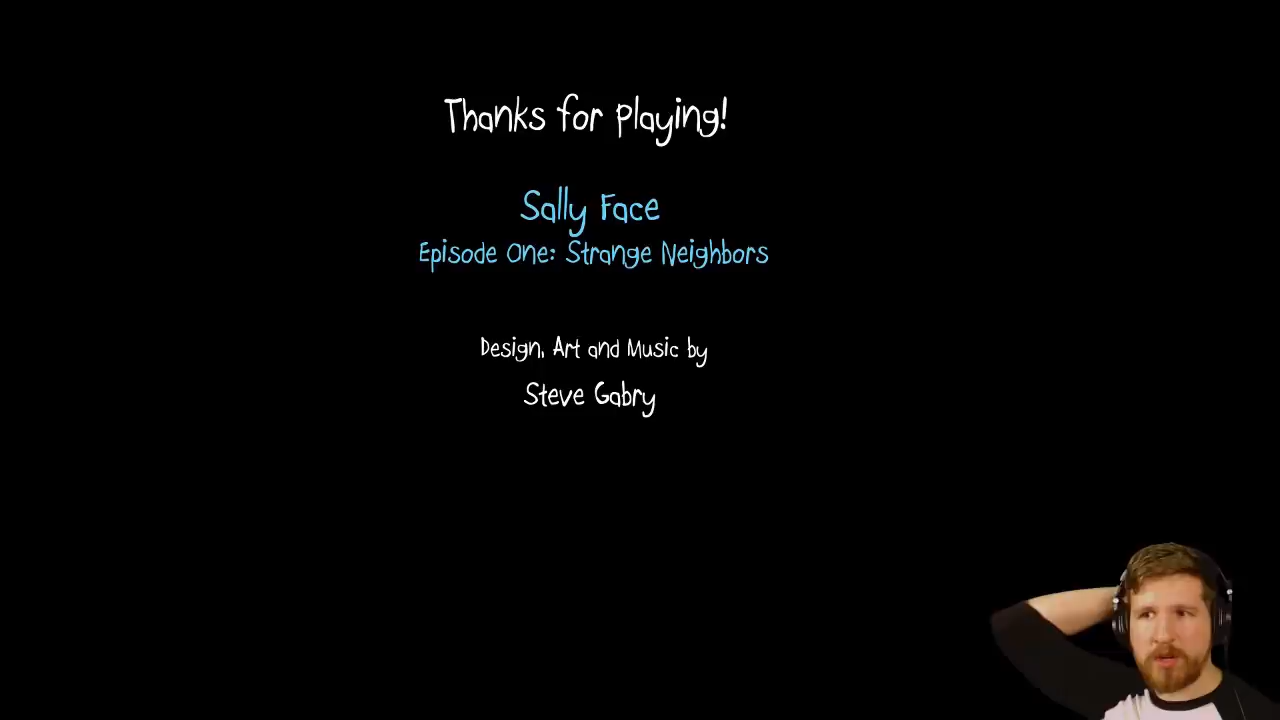 Thanks for playing!
Sally Face
Episode One: Strange Neighbors
Design, Art and Music by
Steve Gabry